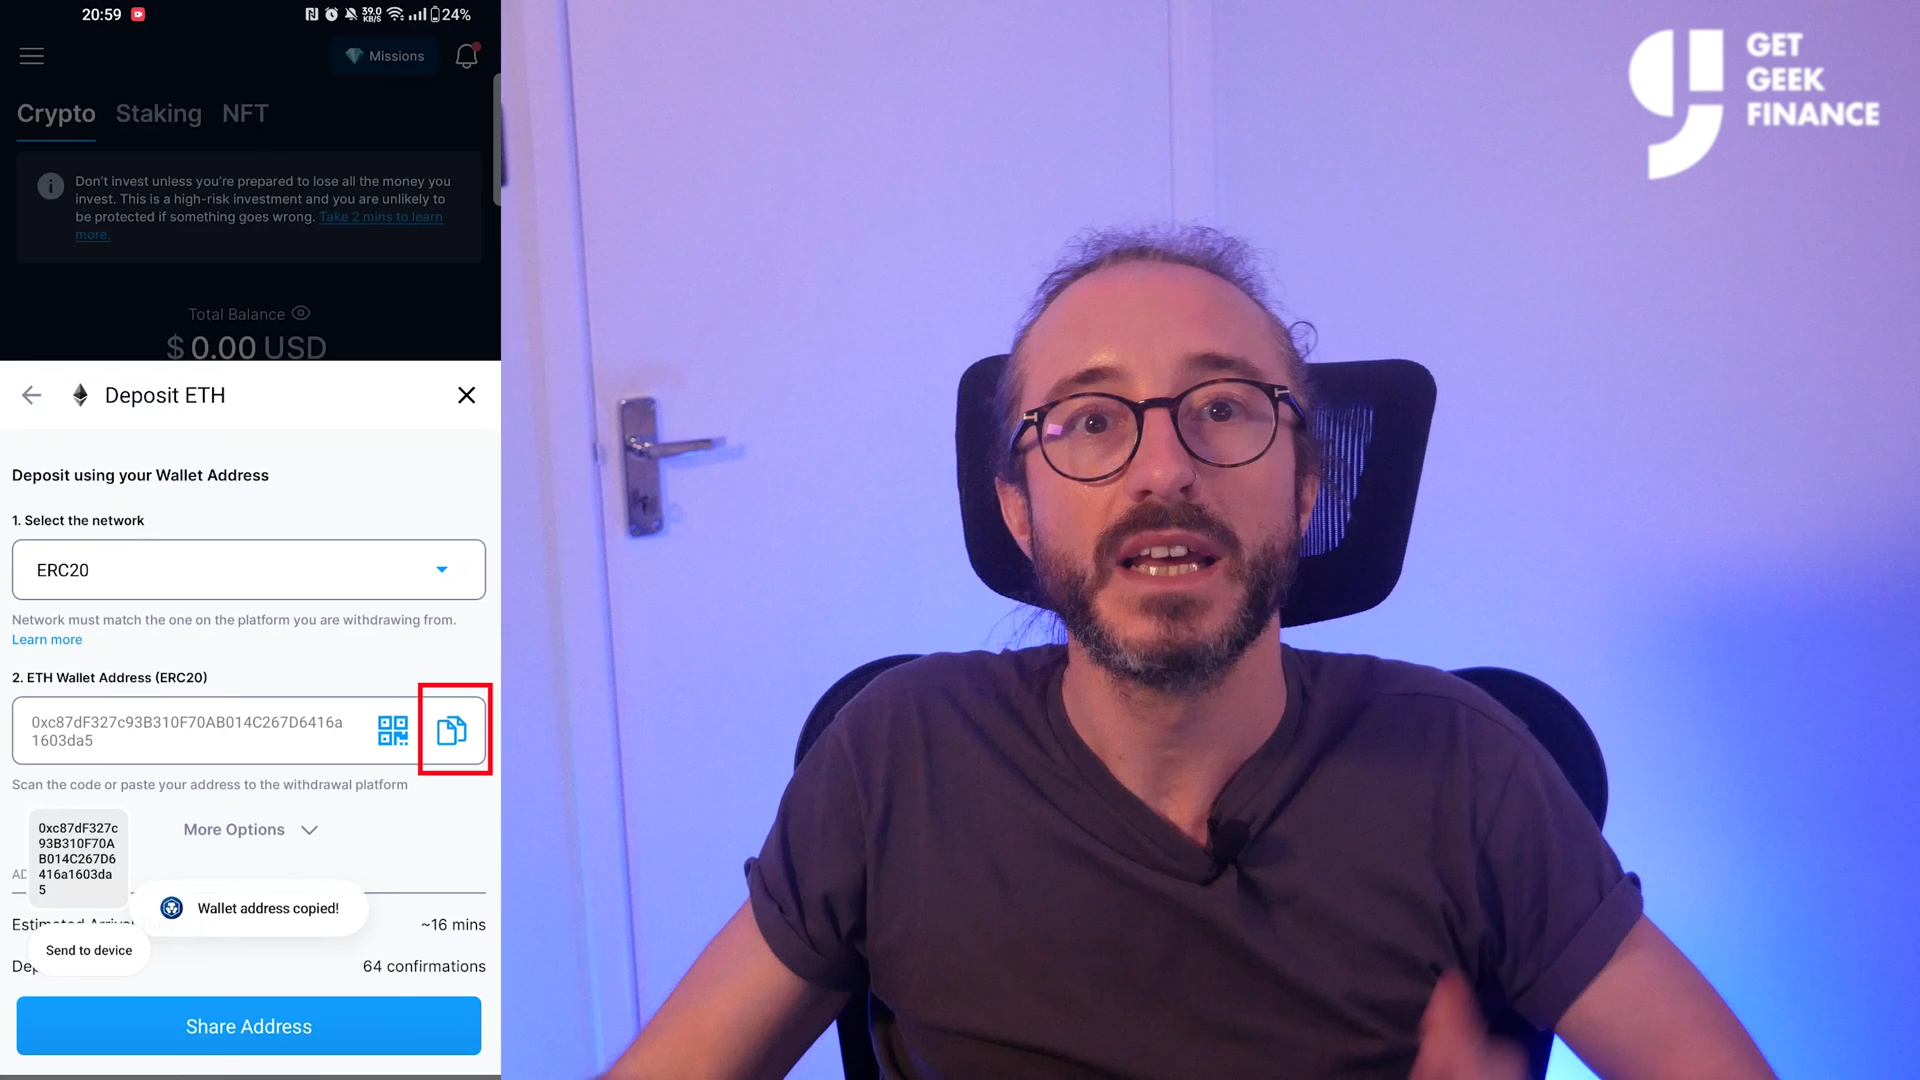 20:59
39.0
KB/S
24%
Missions
Crypto Staking NFT
Don't invest unless you're prepared to lose all the money you
invest. This is a high-risk investment and you are unlikely to
be protected if something goes wrong. Take 2 mins to learn
more.
Total Balance
$ 0.00 USD
Deposit ETH
Deposit using your Wallet Address
1. Select the network
ERC20
Network must match the one on the platform you are withdrawing from.
Learn more
2. ETH Wallet Address (ERC20)
0xc87dF327c93B310F70AB014C267D6416a
1603da5
Scan the code or paste your address to the withdrawal platform
More Options
0xc87dF327c
93B310F70A
B014C267D6
416a1603da
5
Wallet address copied!
~16 mins
Send to device
64 confirmations
Share Address
GET
GEEK
FINANCE